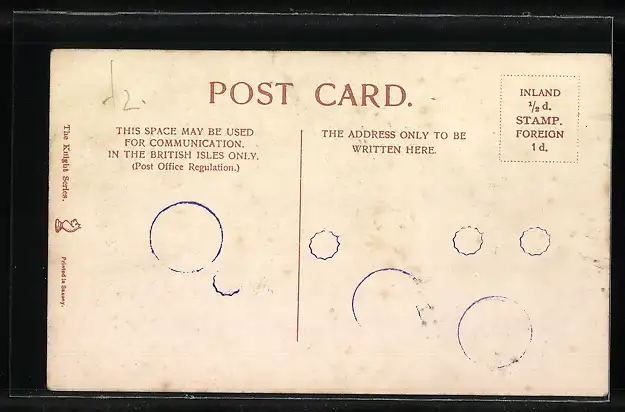 12.
POST CARD.
THIS SPACE MAY BE USED
FOR COMMUNICATION.
IN THE BRITISH ISLES ONLY.
(Post Office Regulation.)
THE ADDRESS ONLY TO BE
WRITTEN HERE.
INLAND
½ d.
STAMP.
FOREIGN
1 d.
The Knight Series.
Printed in Saxony.